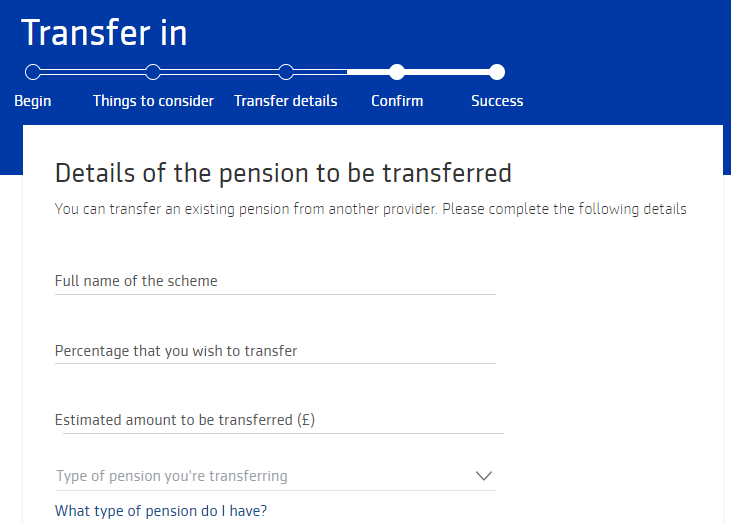 Transfer in
Begin Things to consider Transfer details Confirm Success
Details of the pension to be transferred
You can transfer an existing pension from another provider. Please complete the following details
Full name of the scheme
Percentage that you wish to transfer
Estimated amount to be transferred (£)
Type of pension you're transferring
What type of pension do I have?